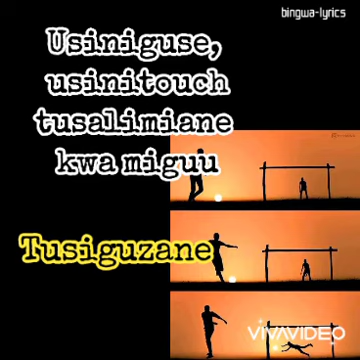 bingwa-lyrics
Usiniguse,
usinitouch
tusalimiane
kwa miguu
Tusiguzane
VIVAVIDEO